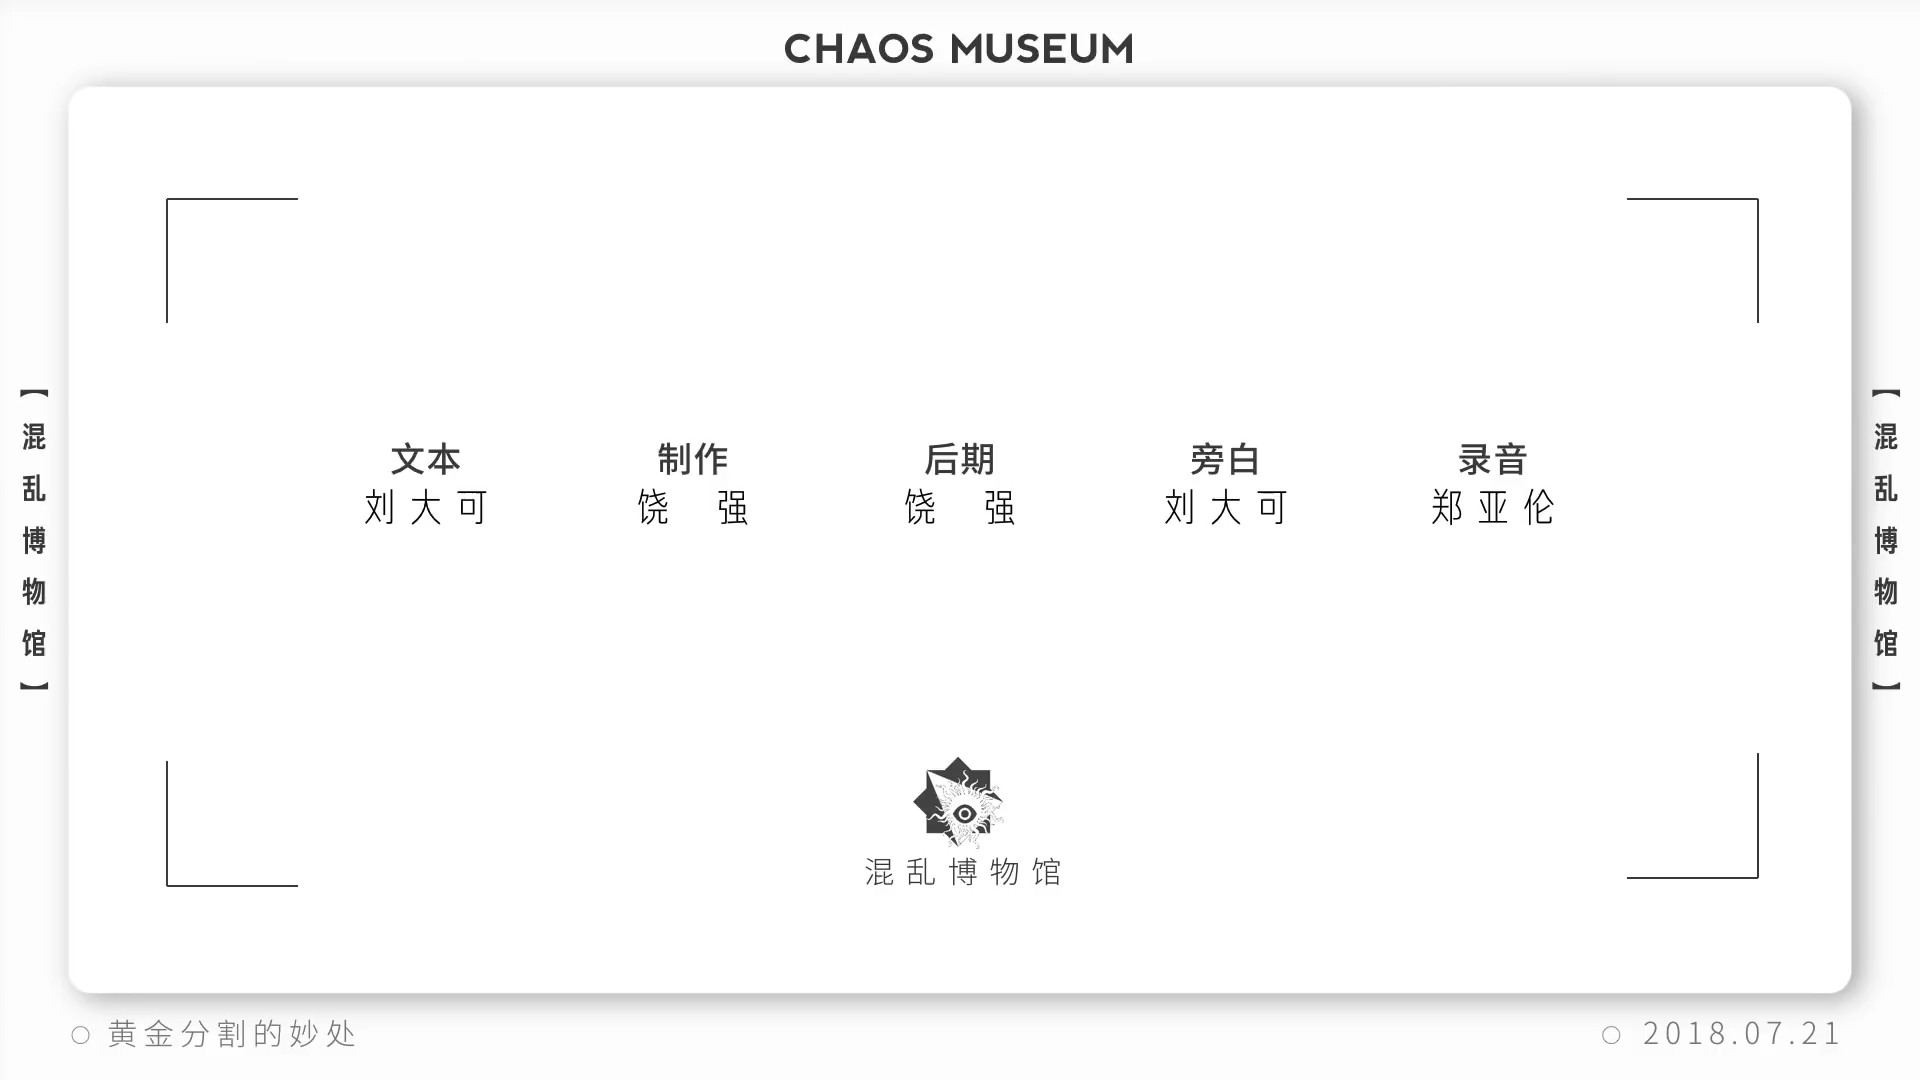 CHAOS MUSEUM
【混乱博物馆】
【混乱博物馆】
文本 制作 后期 旁白 录音
刘大可 饶强 饶强 刘大可 郑亚伦
混乱博物馆
黄金分割的妙处
2018.07.21